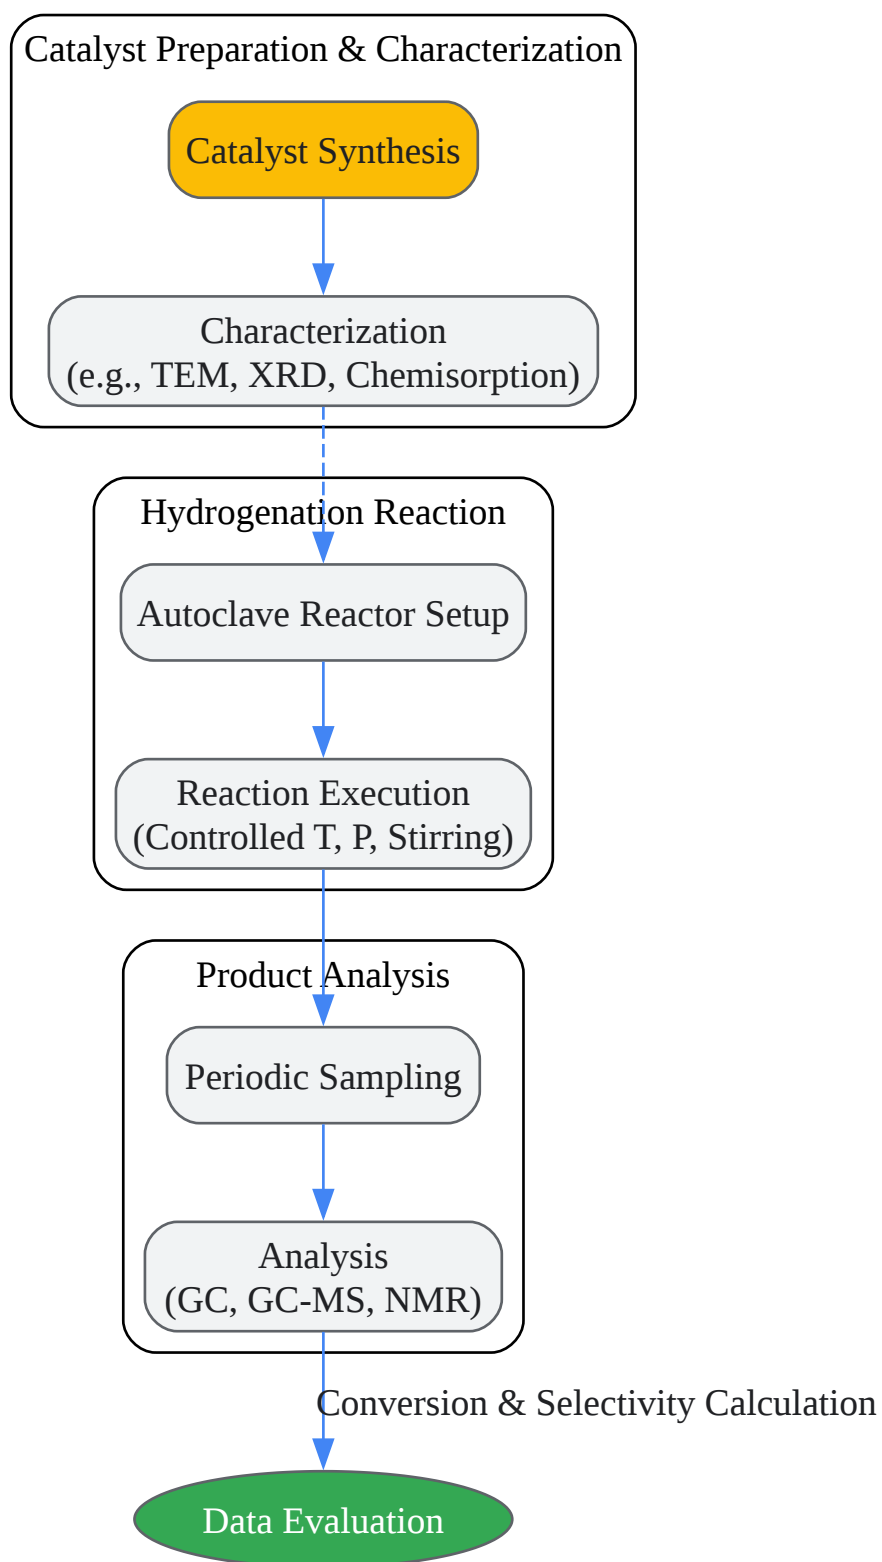 Catalyst Preparation & Characterization
Catalyst Synthesis
Characterization
(e.g., TEM, XRD, Chemisorption)
Hydrogenation Reaction
Autoclave Reactor Setup
Reaction Execution
(Controlled T, P, Stirring)
Product Analysis
Periodic Sampling
Analysis
(GC, GC-MS, NMR)
Conversion & Selectivity Calculation
Data Evaluation